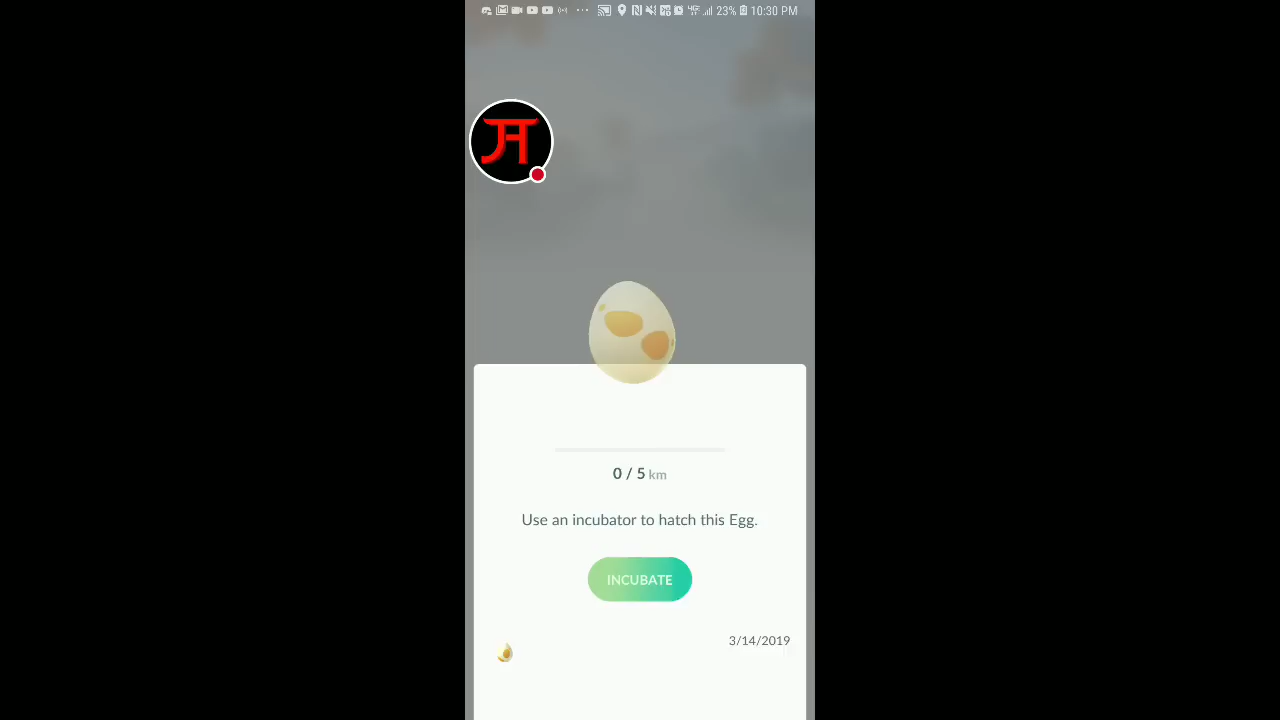 23% 10:30 PM
0 / 5 km
Use an incubator to hatch this Egg.
INCUBATE
3/14/2019